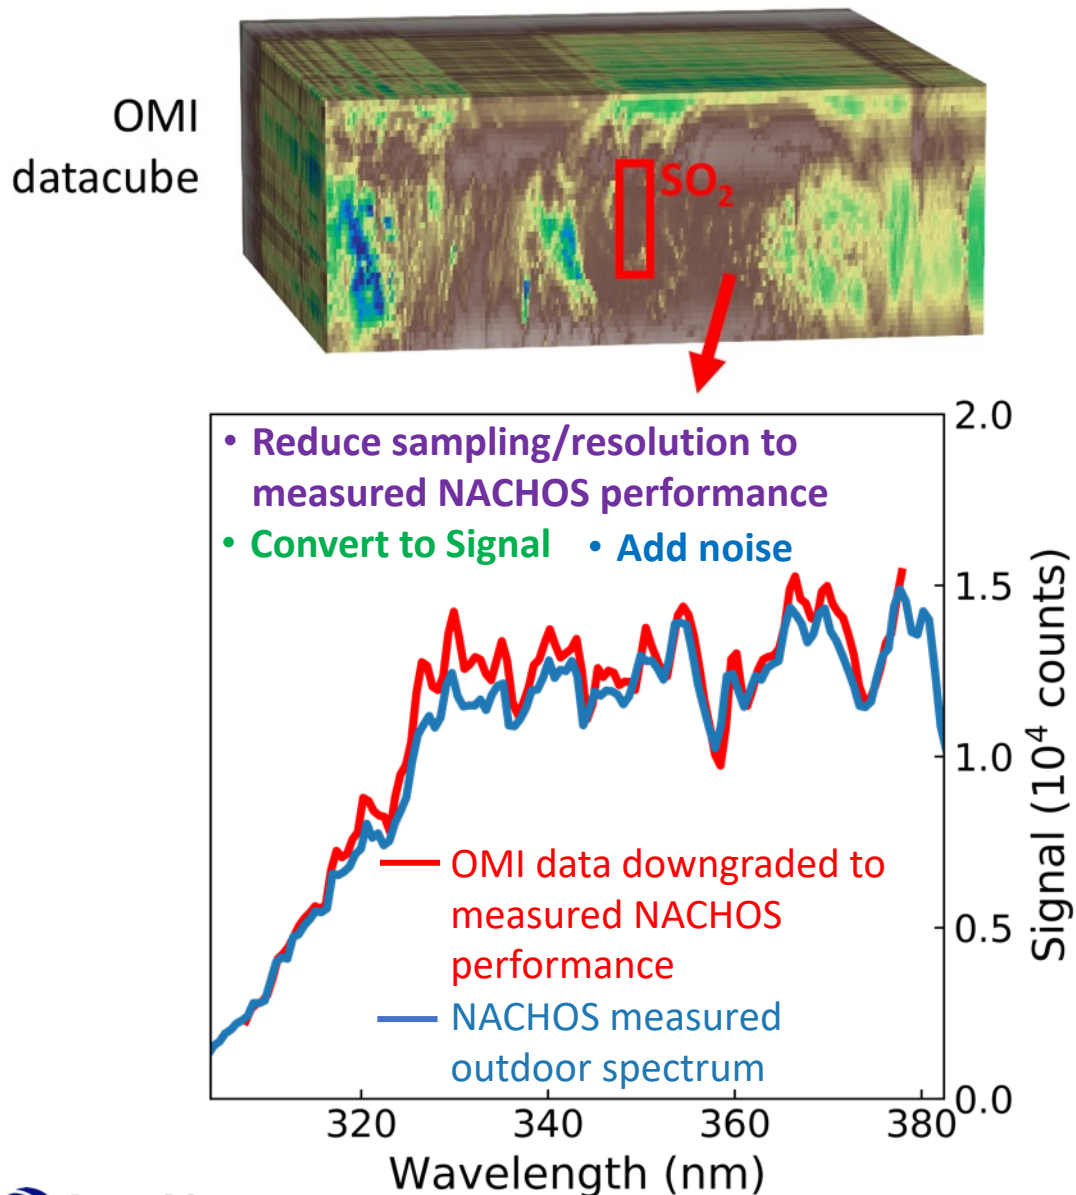 OMI
datacube
SO₂
• Reduce sampling/resolution to
measured NACHOS performance
• Convert to Signal • Add noise
2.0
1.5
1.0
0.5
0.0
Signal (10⁴ counts)
OMI data downgraded to
measured NACHOS
performance
NACHOS measured
outdoor spectrum
320 340 360 380
Wavelength (nm)